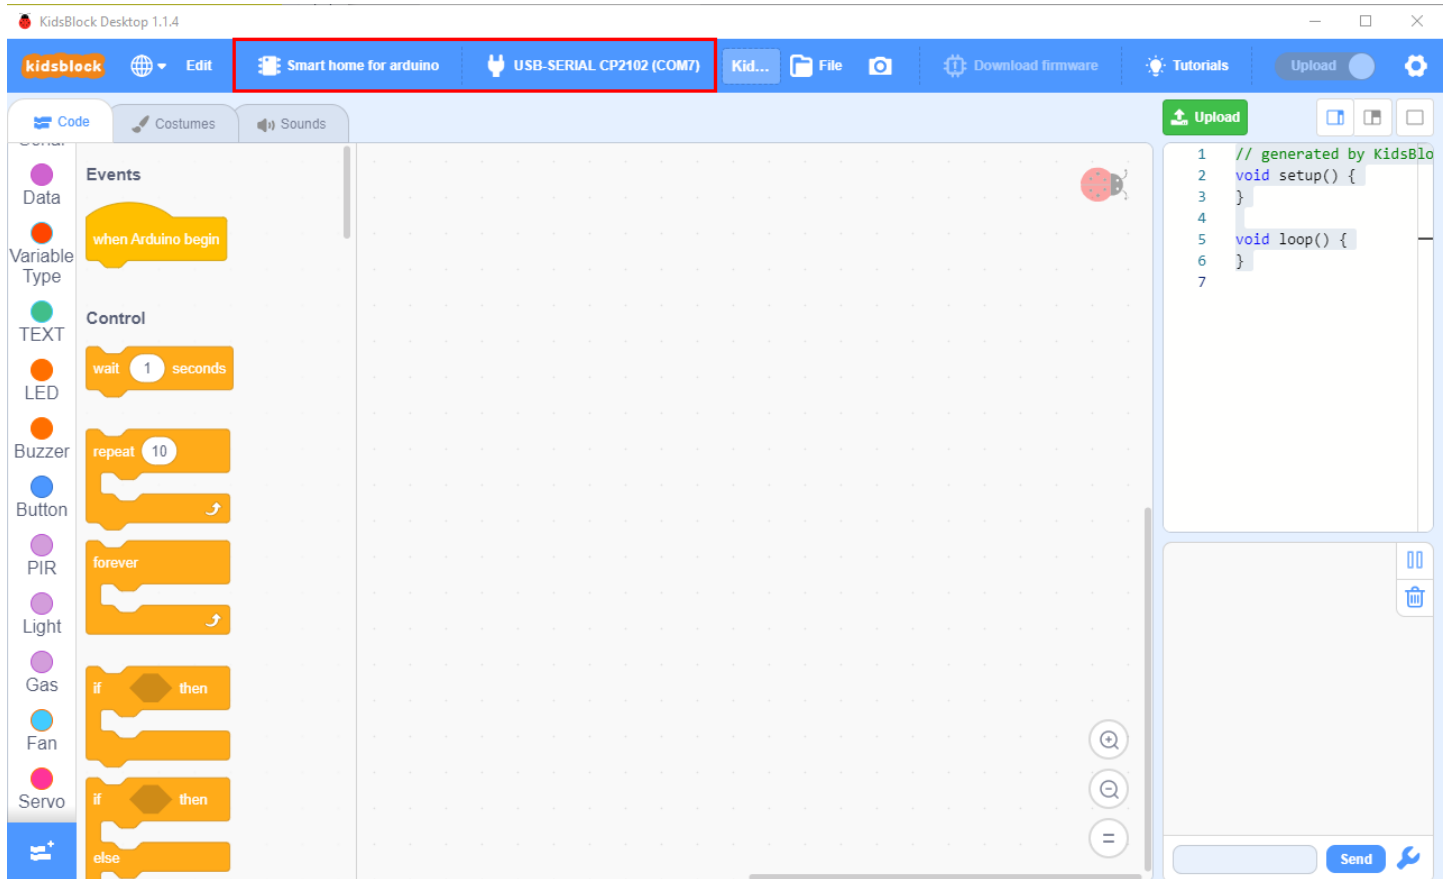 KidsBlock Desktop 1.1.4
kidsblock
Edit
Smart home for arduino
USB-SERIAL CP2102 (COM7)
Kid...
File
Download firmware
Tutorials
Upload
Code
Costumes
Sounds
Upload
Data
Variable
Type
TEXT
LED
Buzzer
Button
PIR
Light
Gas
Fan
Servo
Events
when Arduino begin
Control
wait 1 seconds
repeat 10
forever
if then
if then
else
1 // generated by KidsBlo
2 void setup() {
3 }
4
5 void loop() {
6 }
7
Send